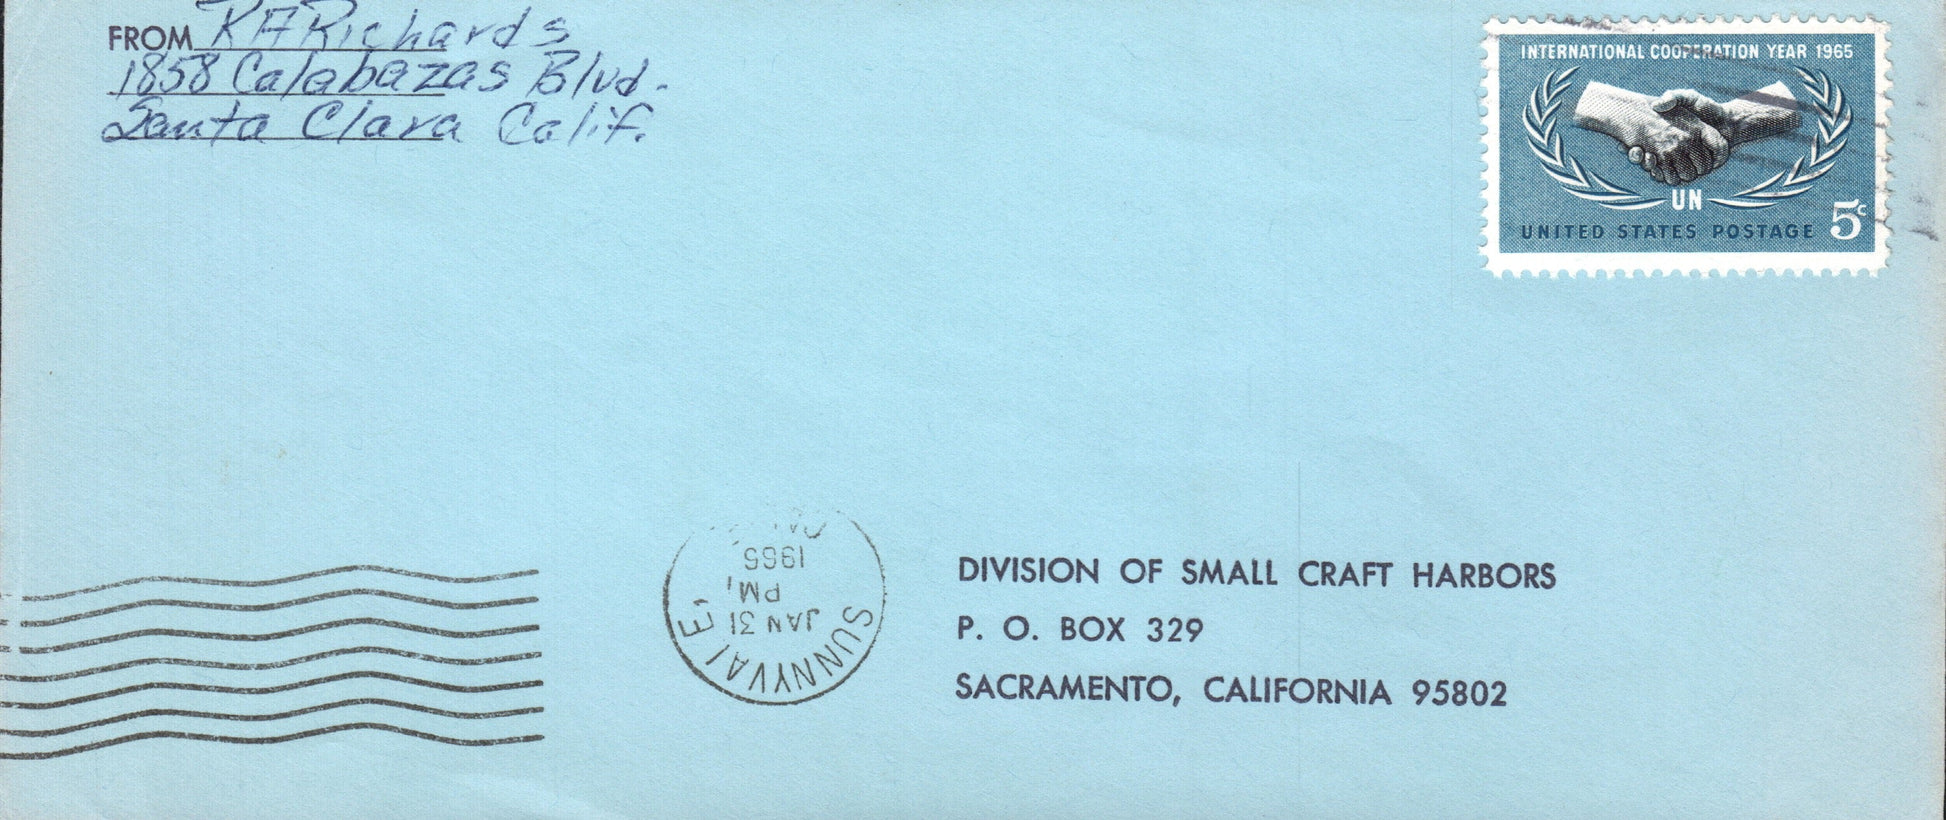 FROM RA Richards
1858 Calabazas Blvd.
Santa Clara Calif.
INTERNATIONAL COOPERATION YEAR 1965
UN
UNITED STATES POSTAGE 5c
SUNNYVALE
JAN 31
PM
DIVISION OF SMALL CRAFT HARBORS
P. O. BOX 329
SACRAMENTO, CALIFORNIA 95802